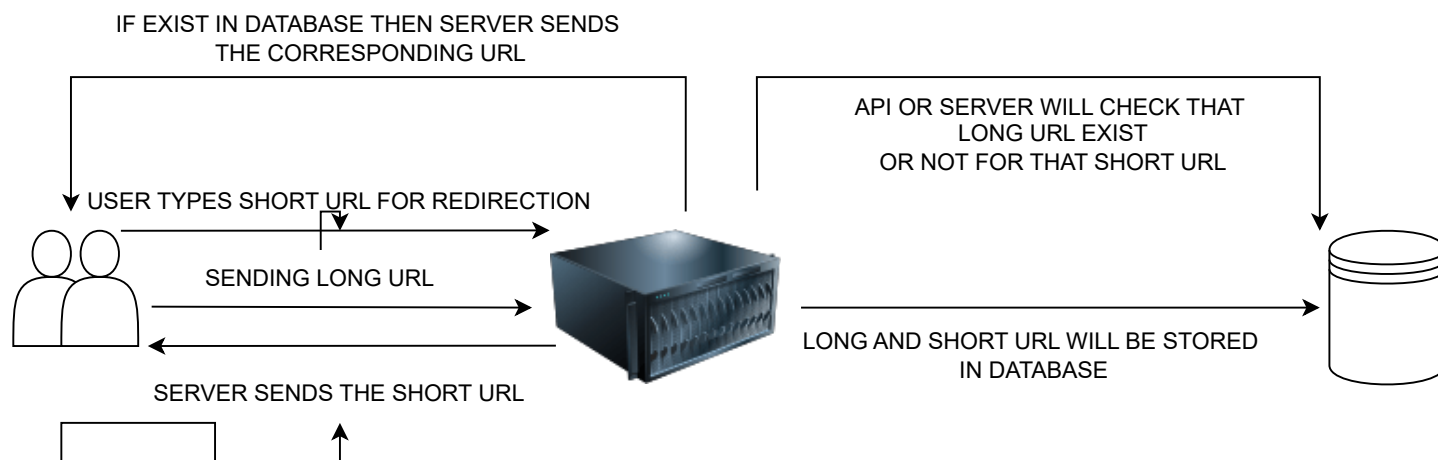 IF EXIST IN DATABASE THEN SERVER SENDS
THE CORRESPONDING URL
API OR SERVER WILL CHECK THAT
LONG URL EXIST
OR NOT FOR THAT SHORT URL
USER TYPES SHORT URL FOR REDIRECTION
SENDING LONG URL
LONG AND SHORT URL WILL BE STORED
IN DATABASE
SERVER SENDS THE SHORT URL